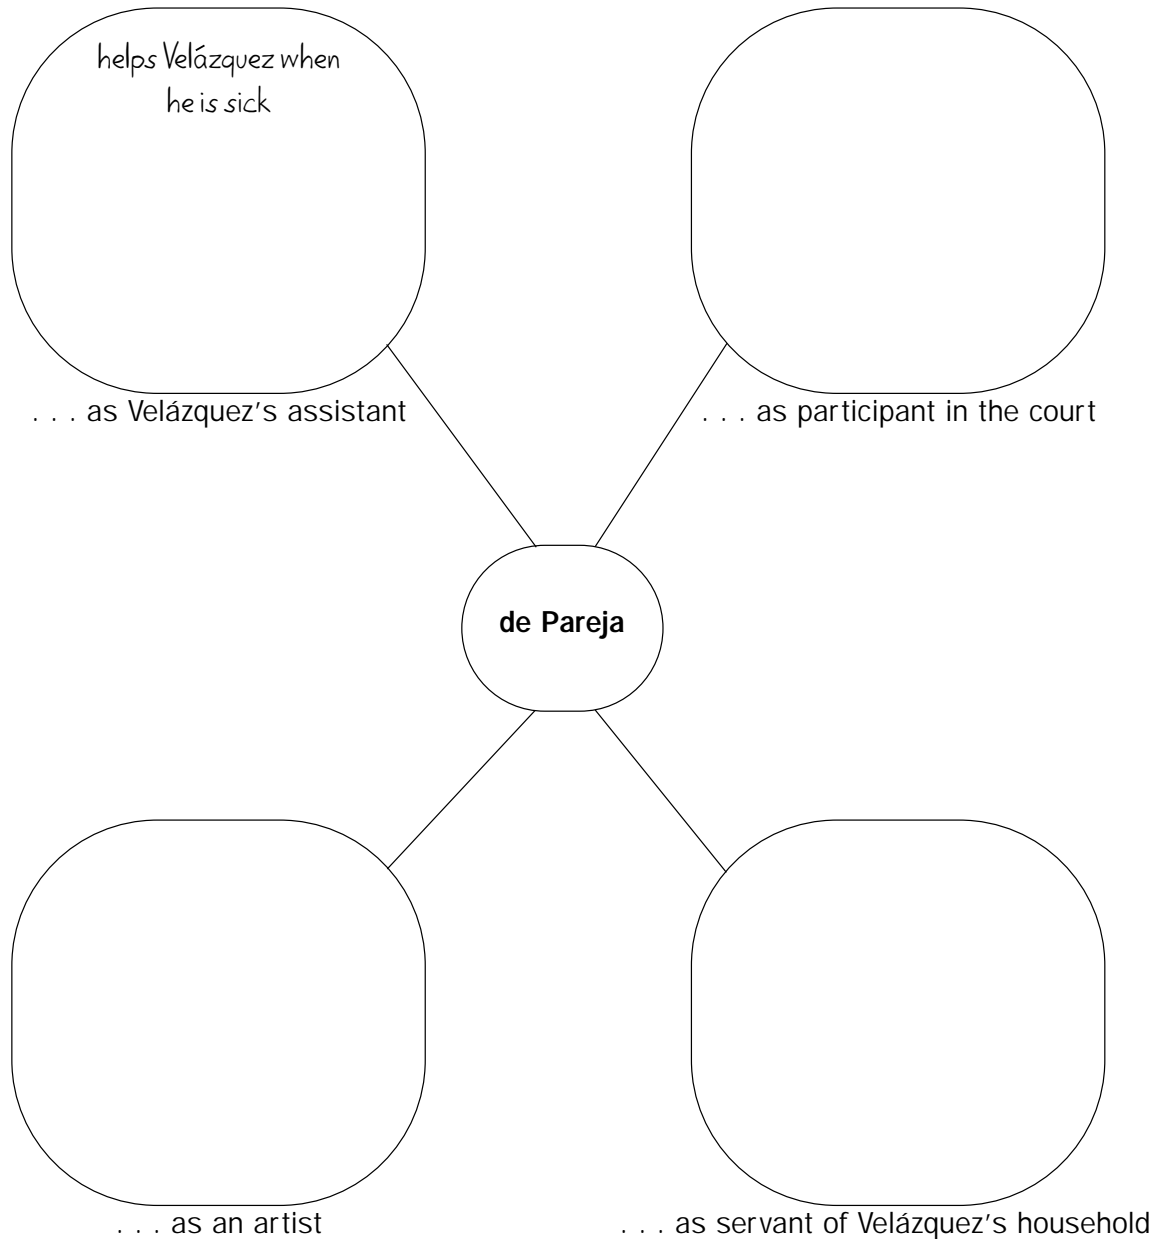 helps Velázquez when
he is sick
. . . as Velázquez's assistant
. . . as participant in the court
de Pareja
. . . as an artist
. . . as servant of Velázquez's household